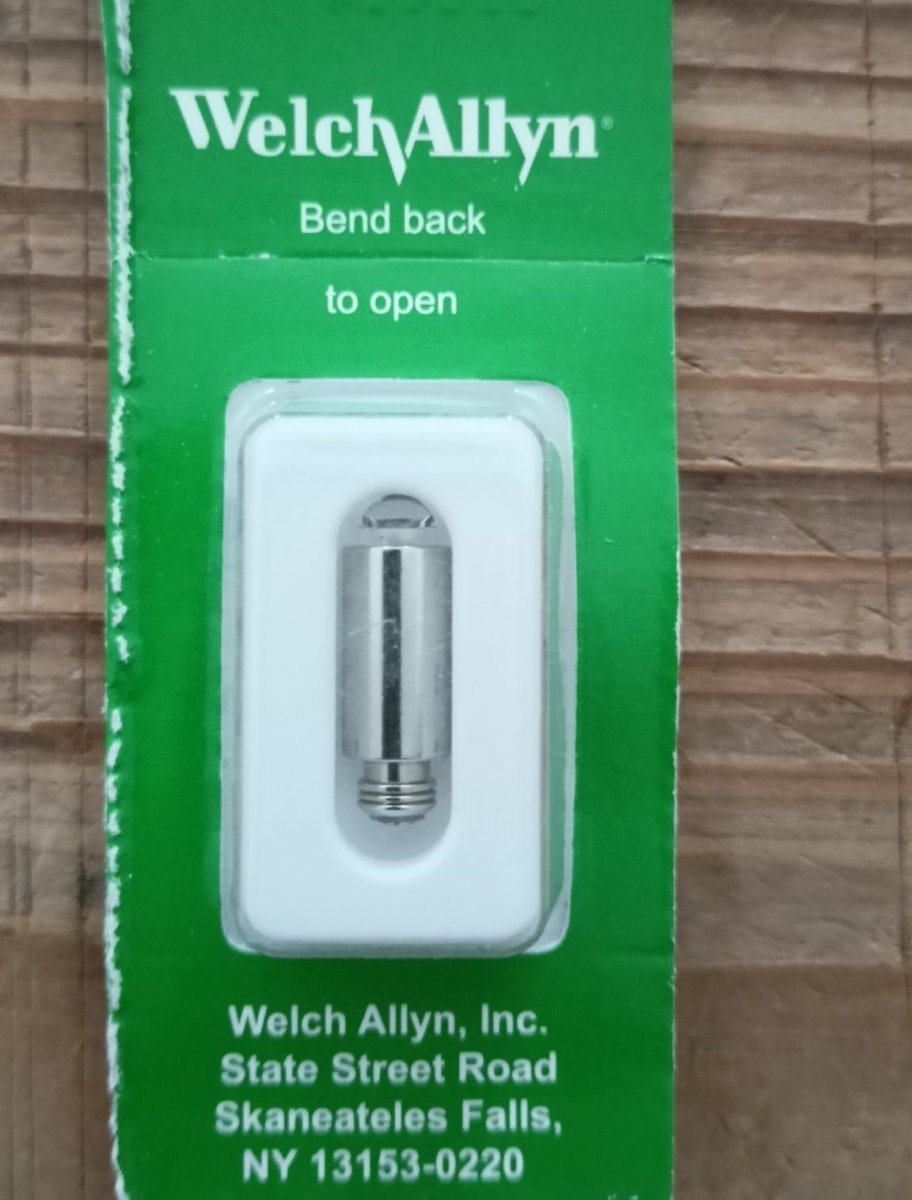 WelchAllyn®
Bend back
to open
Welch Allyn, Inc.
State Street Road
Skaneateles Falls,
NY 13153-0220